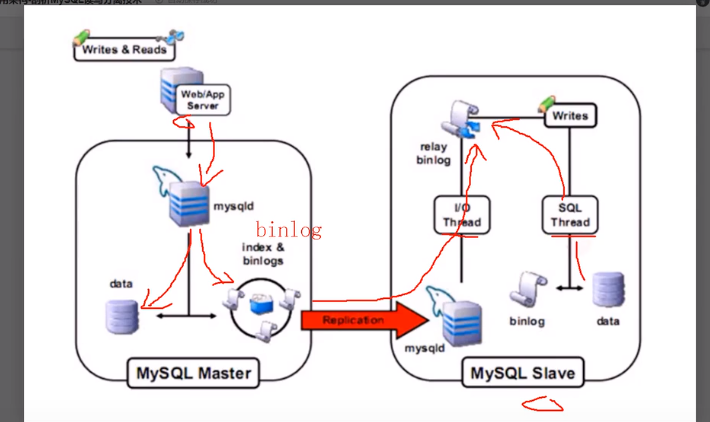 Writes & Reads
Web/App
Server
mysqld
binlog
index &
binlogs
data
Replication
MySQL Master
relay
binlog
Writes
I/O
Thread
SQL
Thread
mysqld
binlog
data
MySQL Slave